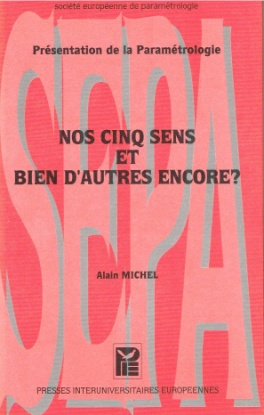 société européenne de paramétrologie
SEPA
Présentation de la Paramétrologie
NOS CINQ SENS
ET
BIEN D'AUTRES ENCORE?
Alain MICHEL
PIE
PRESSES INTERUNIVERSITAIRES EUROPEENNES